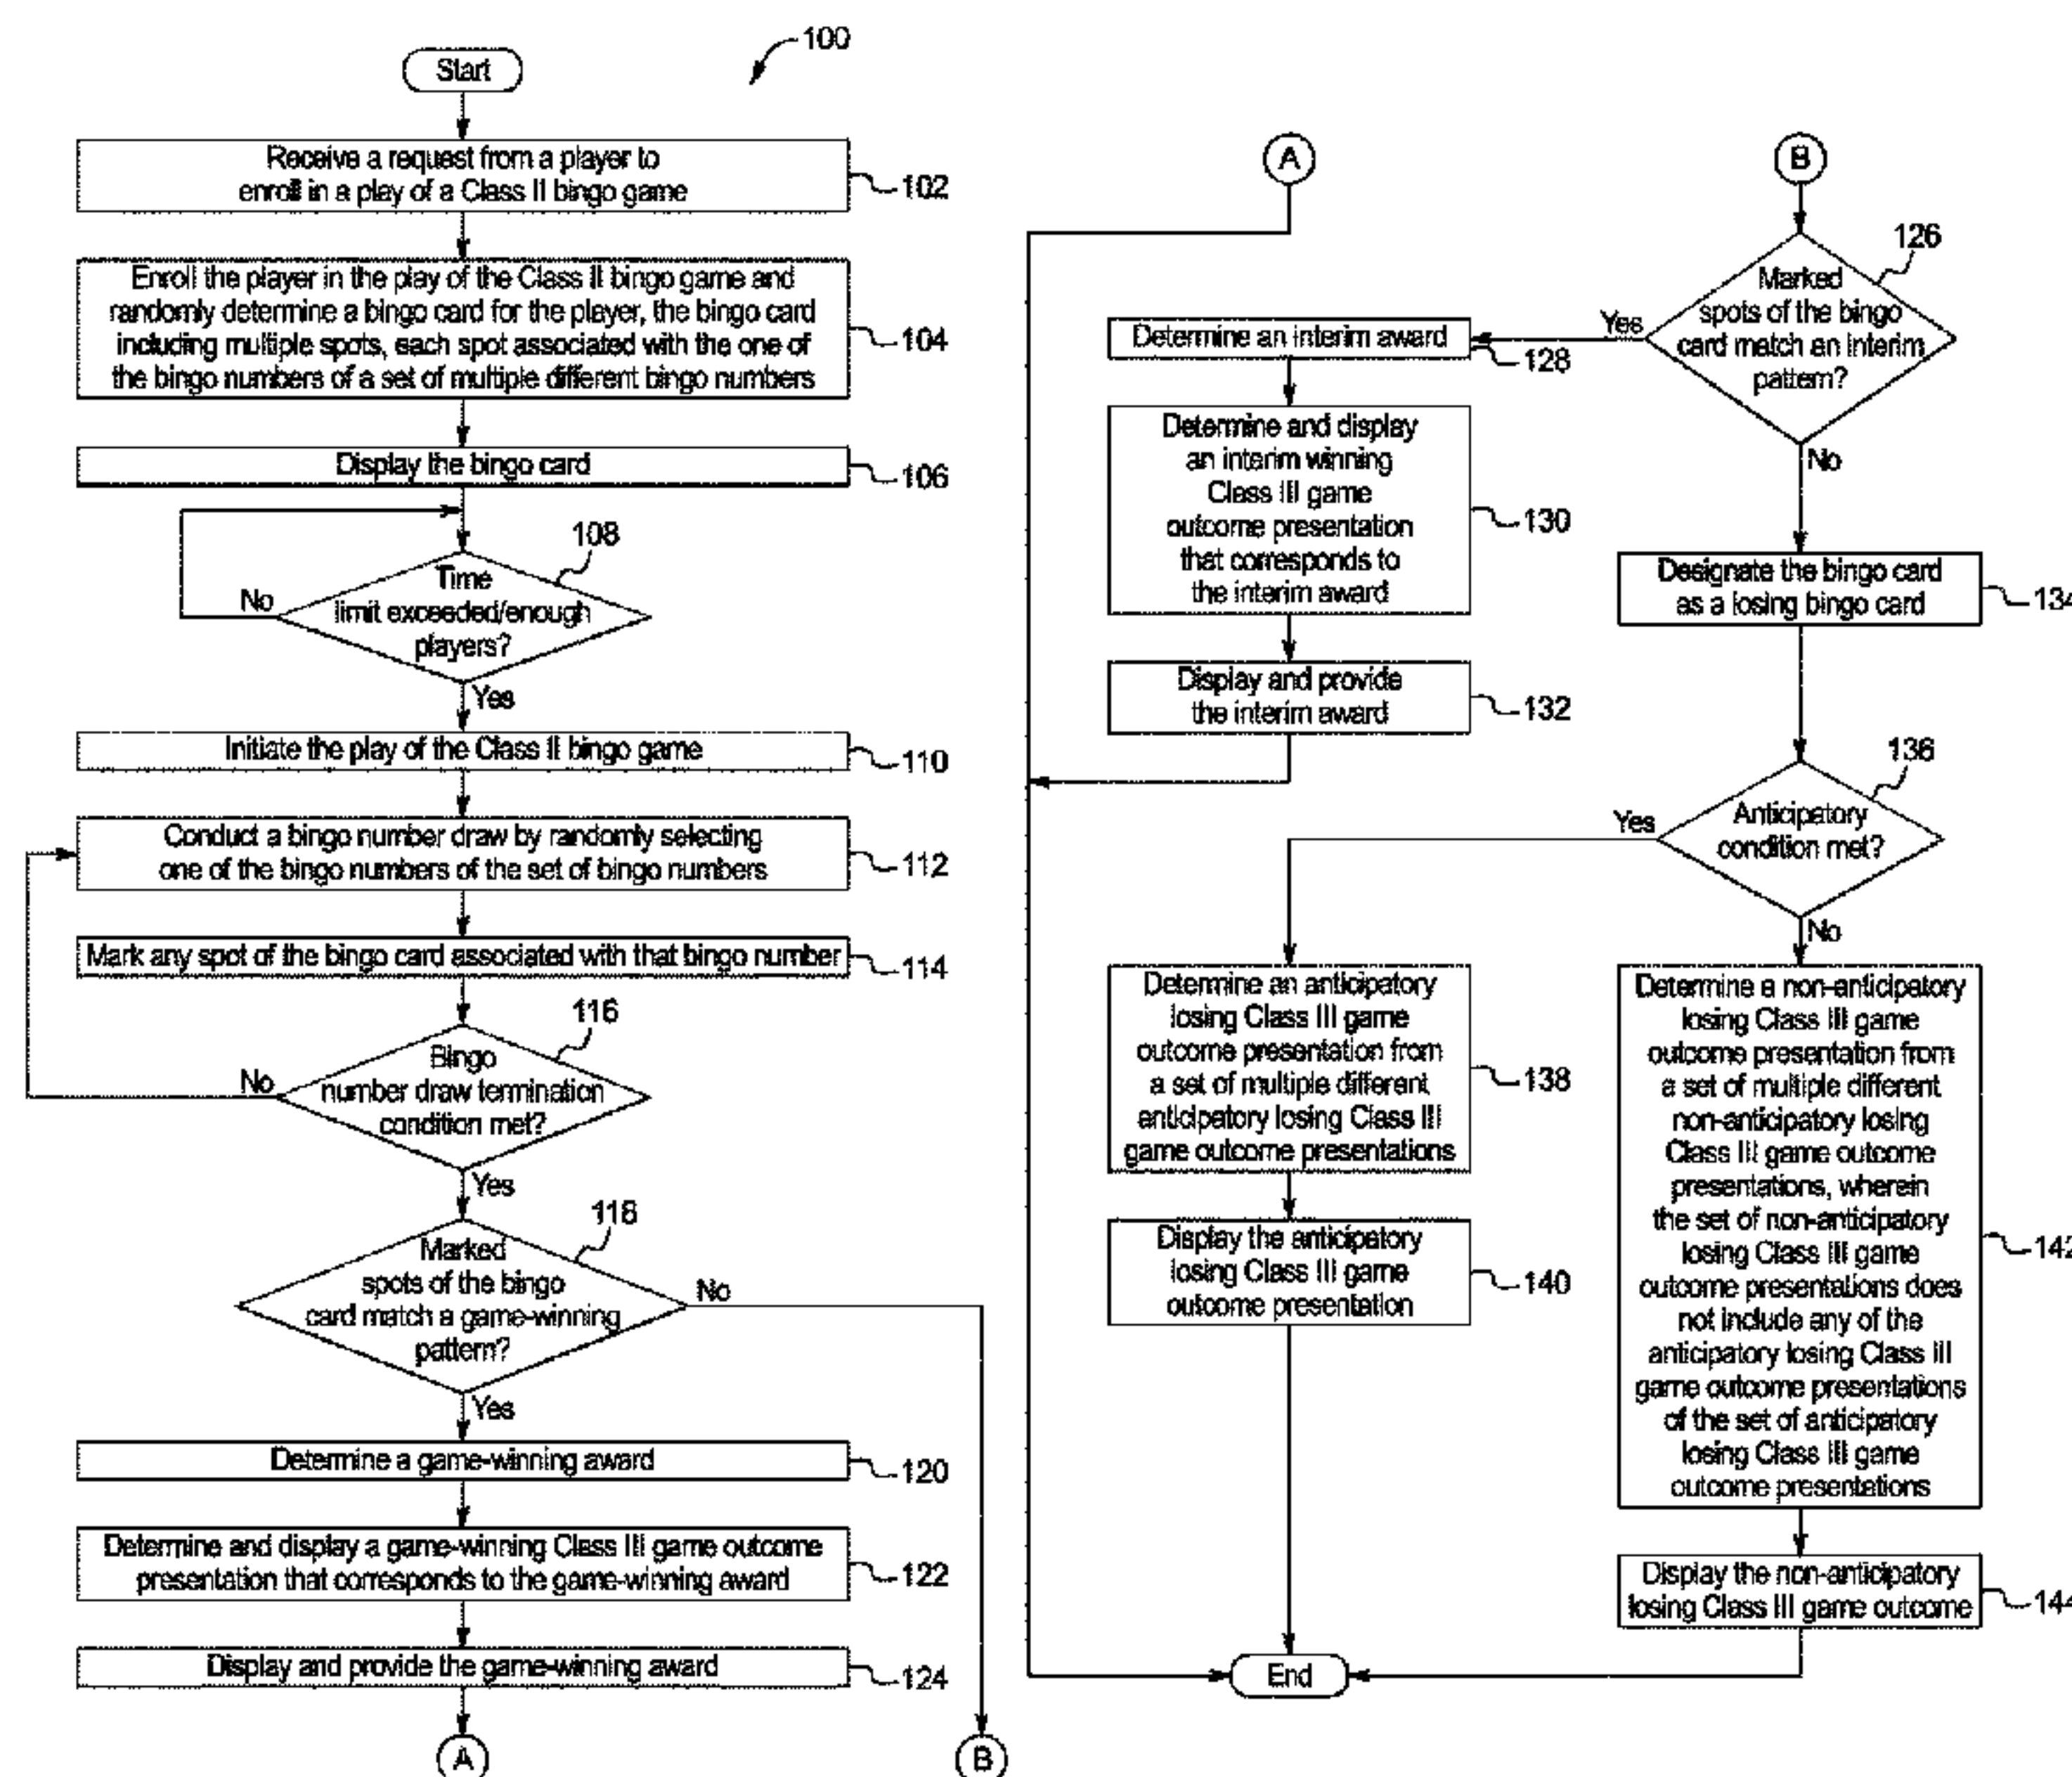 100
Start
Receive a request from a player to
enroll in a play of a Class II bingo game
102
Enroll the player in the play of the Class II bingo game and
randomly determine a bingo card for the player, the bingo card
including multiple spots, each spot associated with the one of
the bingo numbers of a set of multiple different bingo numbers
104
Display the bingo card
106
108
Time
limit exceeded/enough
players?
No
Yes
Initiate the play of the Class II bingo game
110
Conduct a bingo number draw by randomly selecting
one of the bingo numbers of the set of bingo numbers
112
Mark any spot of the bingo card associated with that bingo number
114
116
Bingo
number draw termination
condition met?
No
Yes
118
Marked
spots of the bingo
card match a game-winning
pattern?
No
Yes
Determine a game-winning award
120
Determine and display a game-winning Class III game outcome
presentation that corresponds to the game-winning award
122
Display and provide the game-winning award
124
A
B
A
B
126
Marked
spots of the bingo
card match an interim
pattern?
Yes
No
Determine an interim award
128
Determine and display
an interim winning
Class III game
outcome presentation
that corresponds to
the interim award
130
Display and provide
the interim award
132
Designate the bingo card
as a losing bingo card
134
136
Anticipatory
condition met?
Yes
No
Determine an anticipatory
losing Class III game
outcome presentation from
a set of multiple different
anticipatory losing Class III
game outcome presentations
138
Display the anticipatory
losing Class III game
outcome presentation
140
Determine a non-anticipatory
losing Class III game
outcome presentation from
a set of multiple different
non-anticipatory losing
Class III game outcome
presentations, wherein
the set of non-anticipatory
losing Class III game
outcome presentations does
not include any of the
anticipatory losing Class III
game outcome presentations
of the set of anticipatory
losing Class III game
outcome presentations
142
Display the non-anticipatory
losing Class III game outcome
144
End